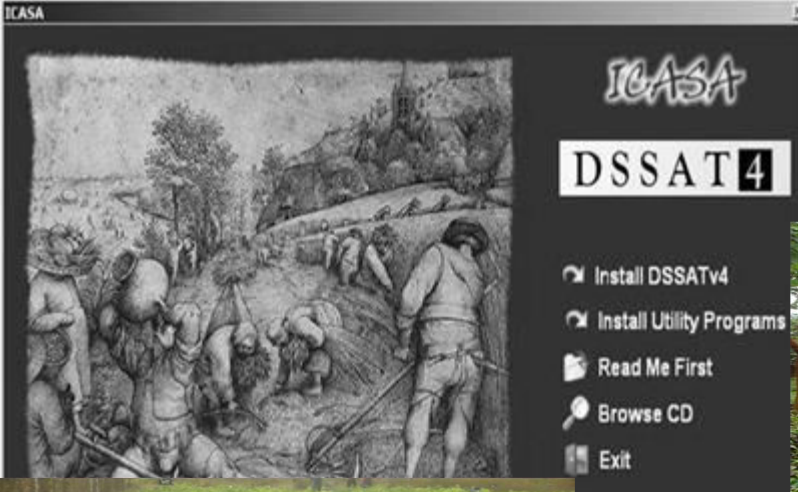 ICASA
ICASA
DSSAT4
Install DSSATv4
Install Utility Programs
Read Me First
Browse CD
Exit